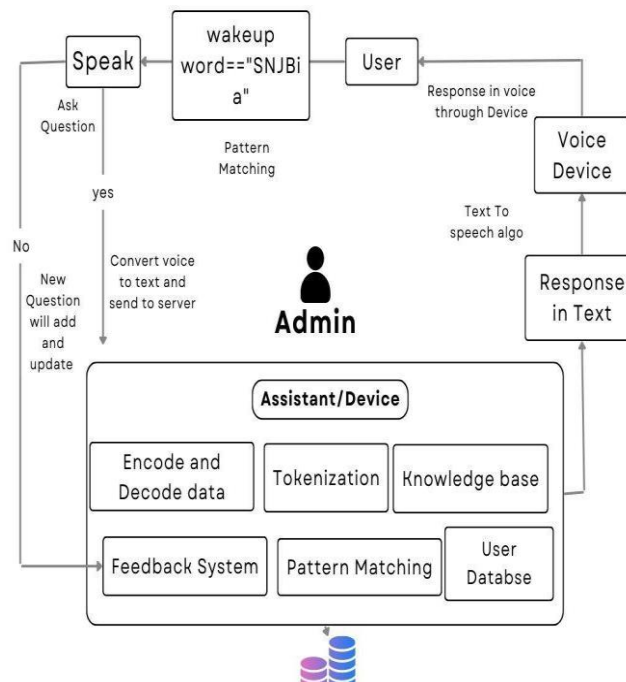 Speak
wakeup
word=="SNJBi
a"
User
Ask
Question
Pattern
Matching
Response in voice
through Device
Voice
Device
yes
No
Convert voice
to text and
send to server
New
Question
will add
and
update
Text To
speech algo
Admin
Response
in Text
Assistant/Device
Encode and
Decode data
Tokenization
Knowledge base
Feedback System
Pattern Matching
User
Databse